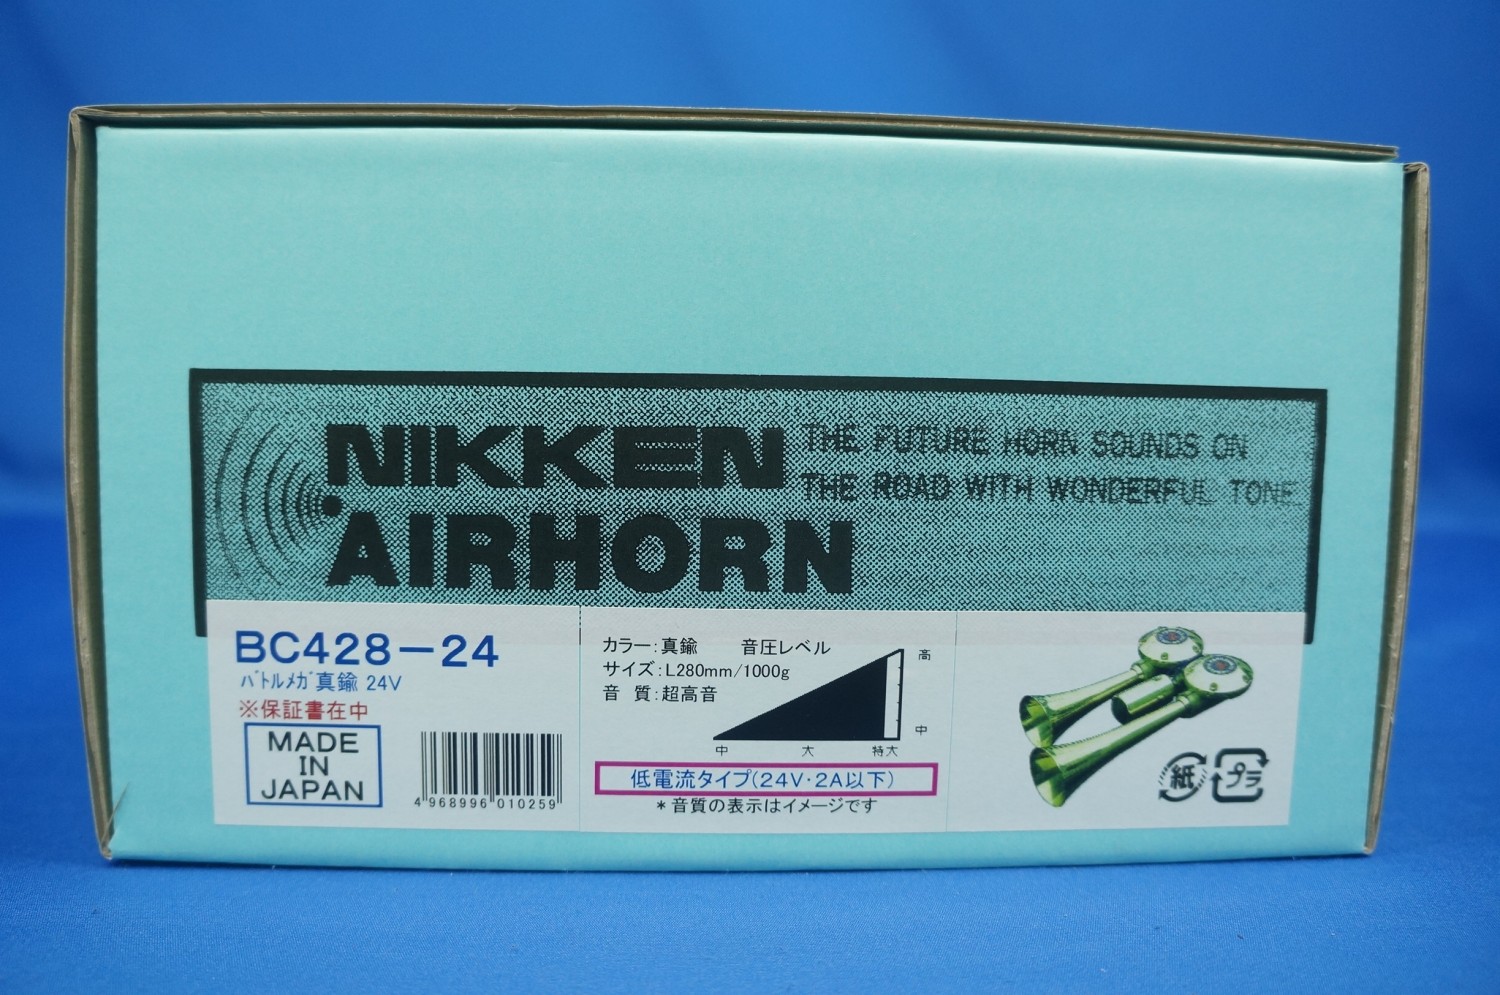 NIKKEN
AIRHORN
THE FUTURE HORN SOUNDS ON
THE ROAD WITH WONDERFUL TONE
BC428-24
バトルメガ真鍮 24V
※保証書在中
MADE
IN
JAPAN
4 968996 010259
カラー:真鍮
サイズ:L280mm/1000g
音 質:超高音
音圧レベル
高
中
中 大 特大
低電流タイプ(24V・2A以下)
*音質の表示はイメージです
紙
プラ